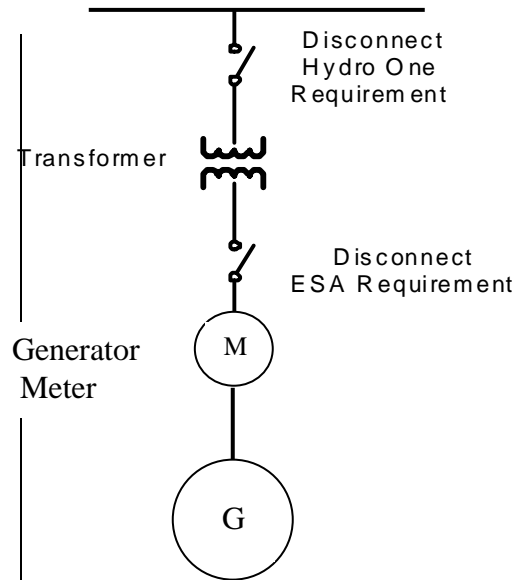 Disconnect
Hydro One
Requirement
Transformer
Disconnect
ESA Requirement
M
Generator
Meter
G